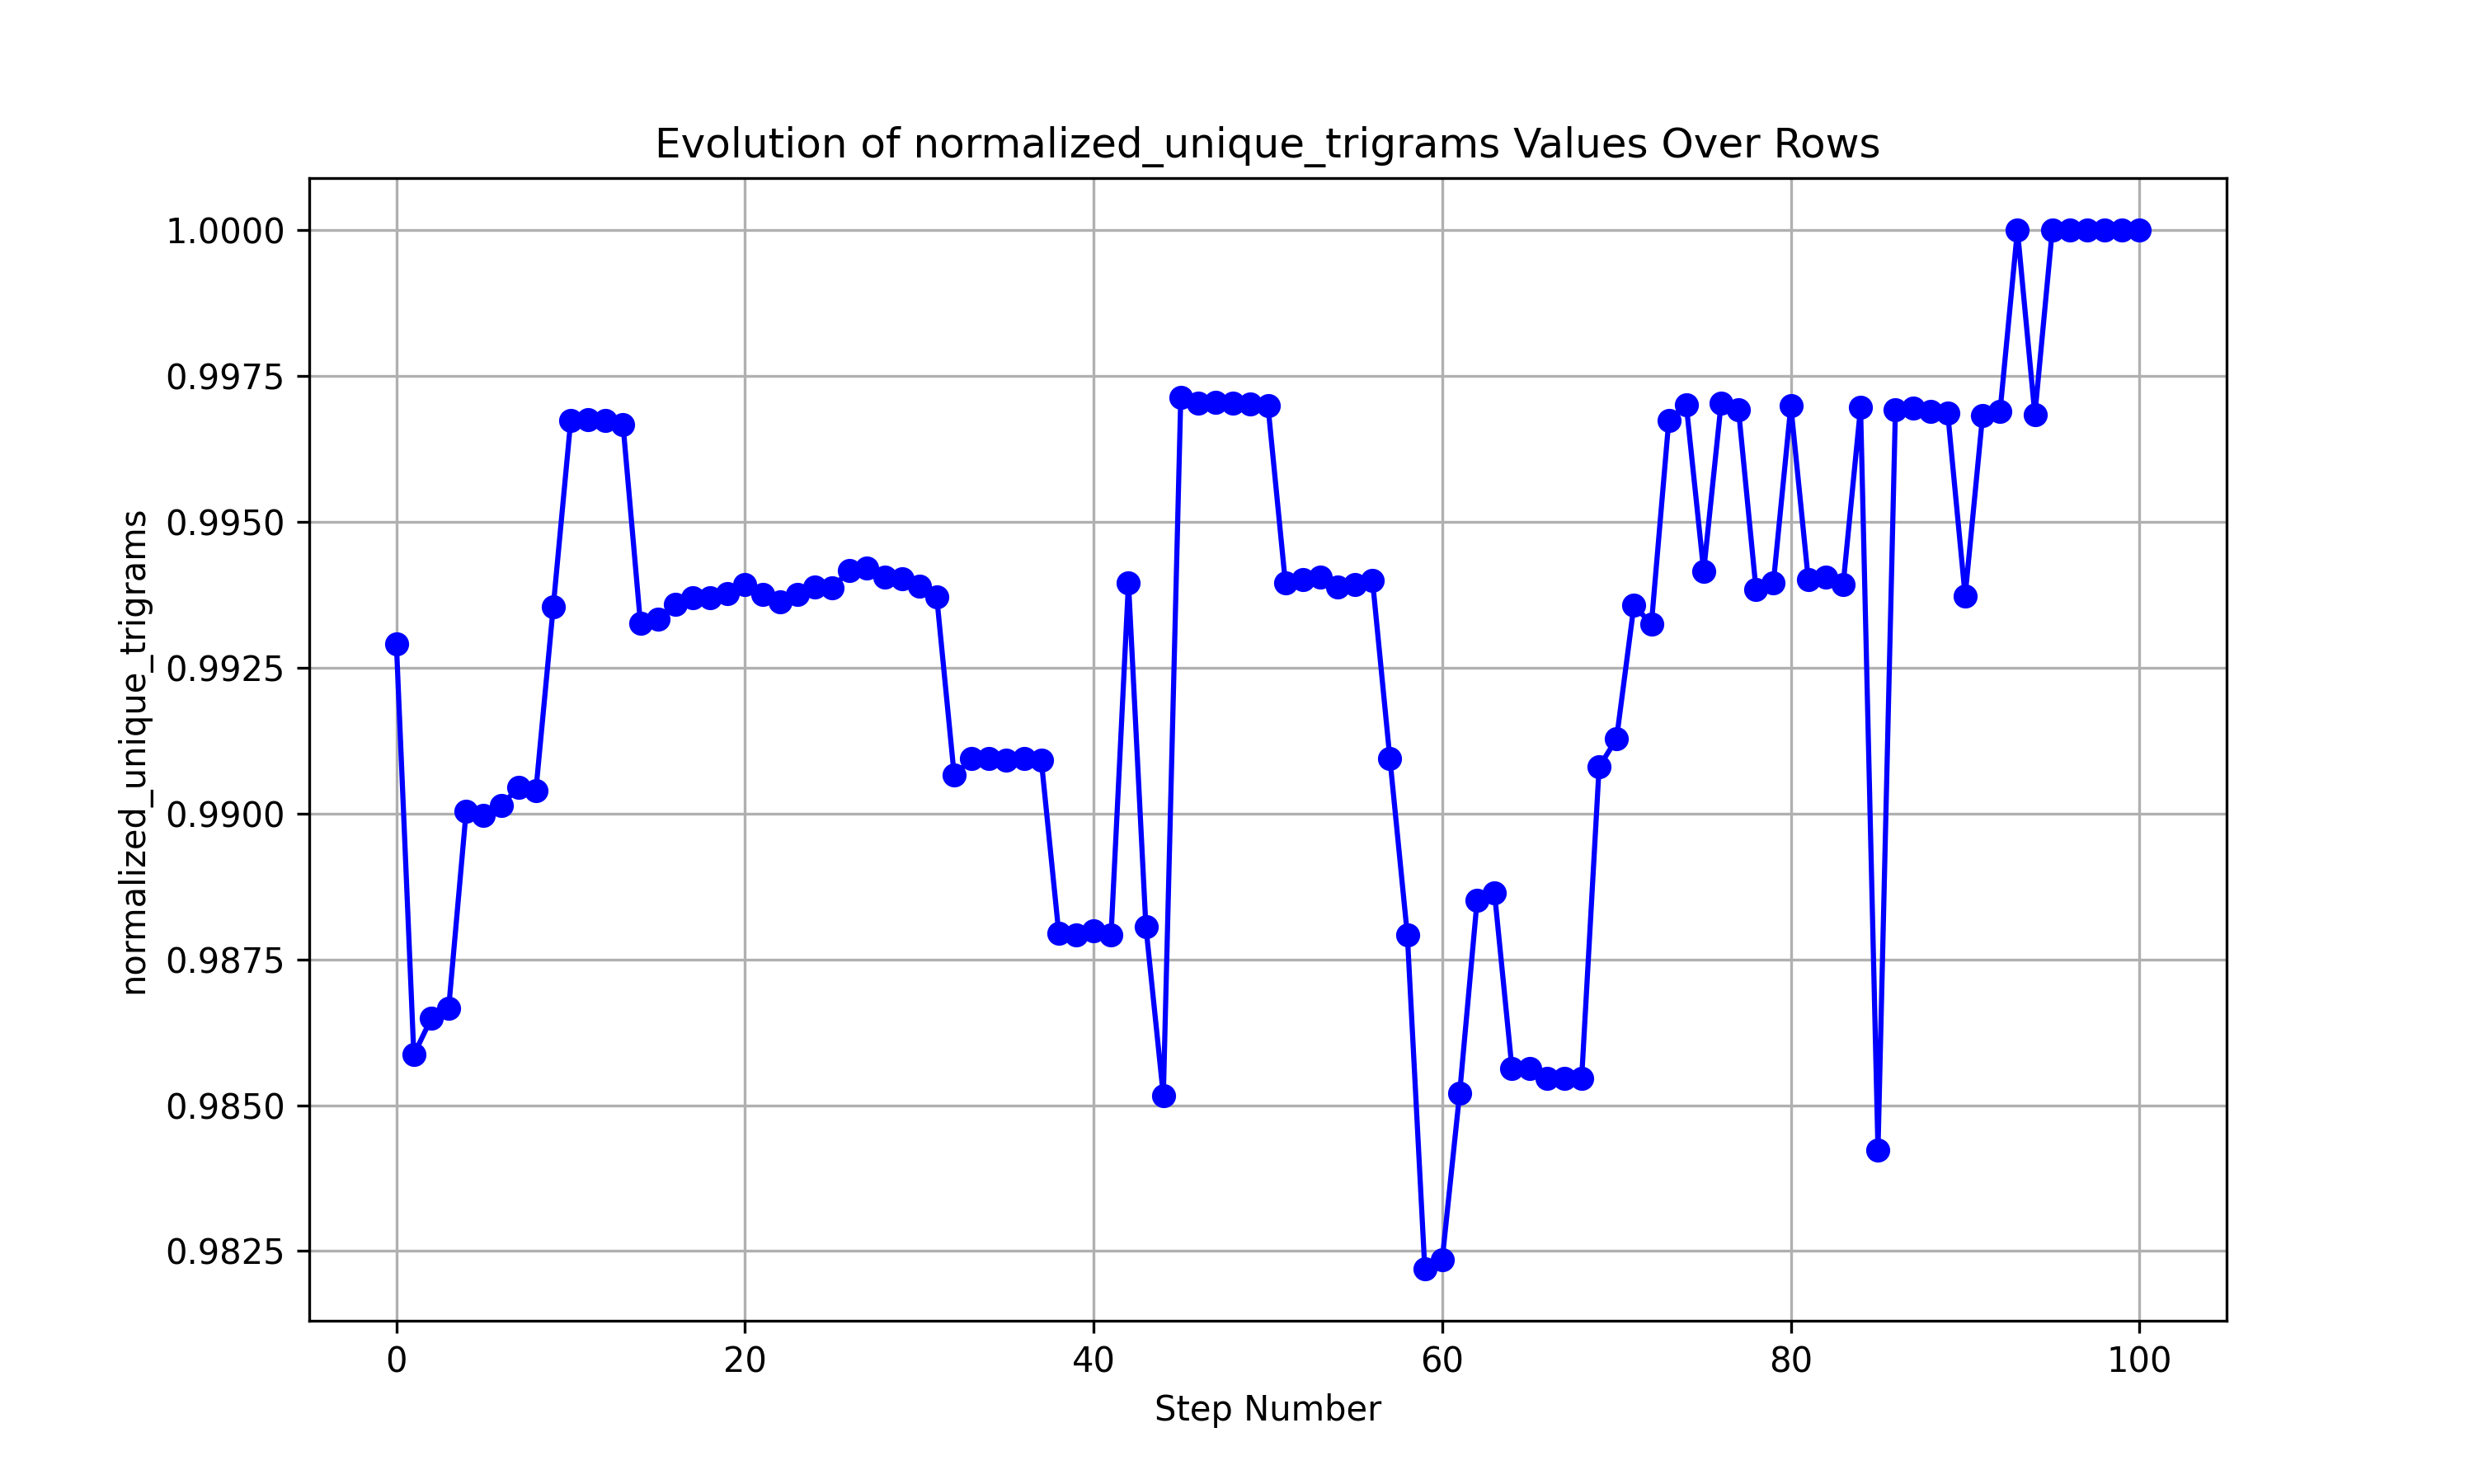 Evolution of normalized_unique_trigrams Values Over Rows
normalized_unique_trigrams
1.0000
0.9975
0.9950
0.9925
0.9900
0.9875
0.9850
0.9825
0 20 40 60 80 100
Step Number